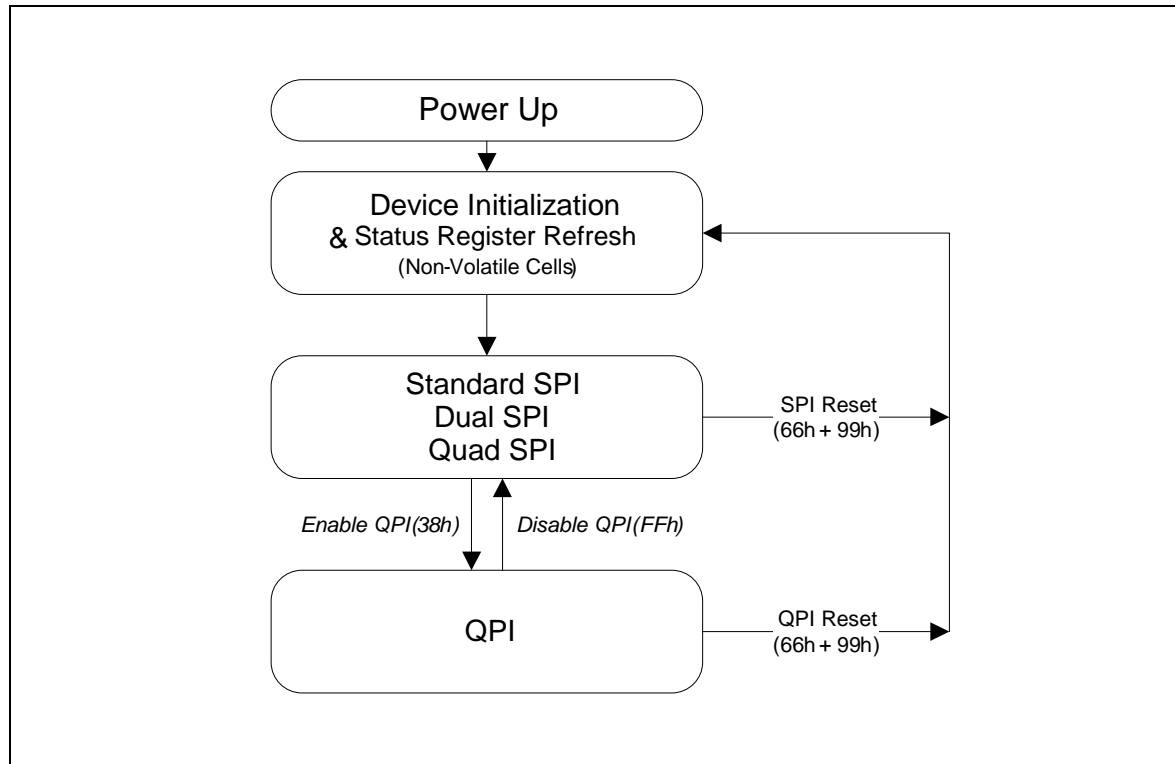 Power Up
Device Initialization
& Status Register Refresh
(Non-Volatile Cells)
Standard SPI
Dual SPI
Quad SPI
SPI Reset
(66h + 99h)
Enable QPI(38h)
Disable QPI(FFh)
QPI
QPI Reset
(66h + 99h)